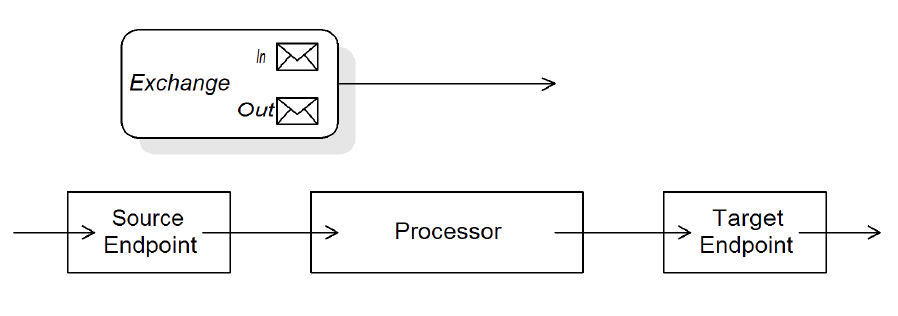 In
Exchange
Out
Source
Endpoint
Processor
Target
Endpoint